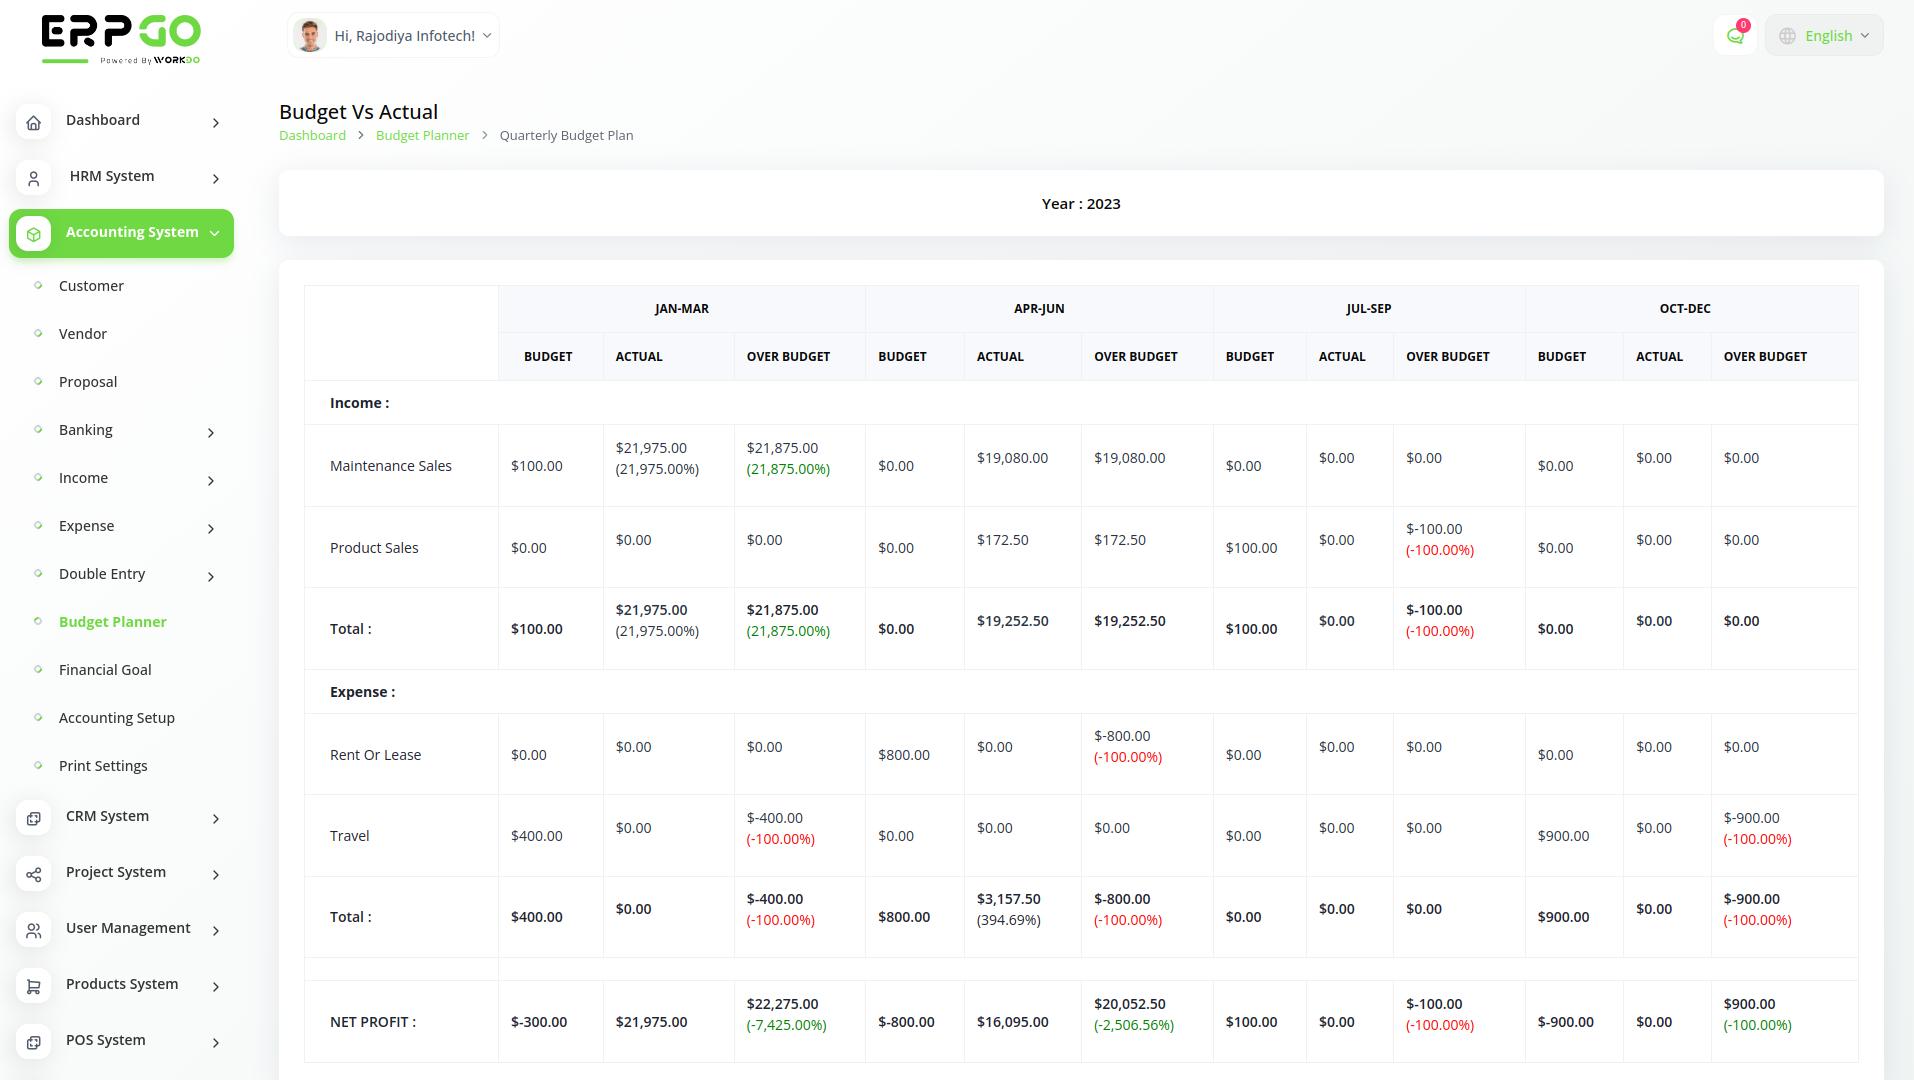 ERPGO
Powered By WORKDO
Hi, Rajodiya Infotech!
0
English
Dashboard
HRM System
Accounting System
Customer
Vendor
Proposal
Banking
Income
Expense
Double Entry
Budget Planner
Financial Goal
Accounting Setup
Print Settings
CRM System
Project System
User Management
Products System
POS System
Budget Vs Actual
Dashboard > Budget Planner > Quarterly Budget Plan
Year : 2023
JAN-MAR APR-JUN JUL-SEP OCT-DEC
BUDGET ACTUAL OVER BUDGET BUDGET ACTUAL OVER BUDGET BUDGET ACTUAL OVER BUDGET BUDGET ACTUAL OVER BUDGET
Income :
Maintenance Sales $100.00 $21,975.00 (21,975.00%) $21,875.00 (21,875.00%) $0.00 $19,080.00 $19,080.00 $0.00 $0.00 $0.00 $0.00 $0.00 $0.00
Product Sales $0.00 $0.00 $0.00 $0.00 $172.50 $172.50 $100.00 $0.00 $-100.00 (-100.00%) $0.00 $0.00 $0.00
Total : $100.00 $21,975.00 (21,975.00%) $21,875.00 (21,875.00%) $0.00 $19,252.50 $19,252.50 $100.00 $0.00 $-100.00 (-100.00%) $0.00 $0.00 $0.00
Expense :
Rent Or Lease $0.00 $0.00 $0.00 $800.00 $0.00 $-800.00 (-100.00%) $0.00 $0.00 $0.00 $0.00 $0.00 $0.00
Travel $400.00 $0.00 $-400.00 (-100.00%) $0.00 $0.00 $0.00 $0.00 $0.00 $0.00 $900.00 $0.00 $-900.00 (-100.00%)
Total : $400.00 $0.00 $-400.00 (-100.00%) $800.00 $3,157.50 (394.69%) $-800.00 (-100.00%) $0.00 $0.00 $0.00 $900.00 $0.00 $-900.00 (-100.00%)
NET PROFIT : $-300.00 $21,975.00 $22,275.00 (-7,425.00%) $-800.00 $16,095.00 $20,052.50 (-2,506.56%) $100.00 $0.00 $-100.00 (-100.00%) $-900.00 $0.00 $900.00 (-100.00%)